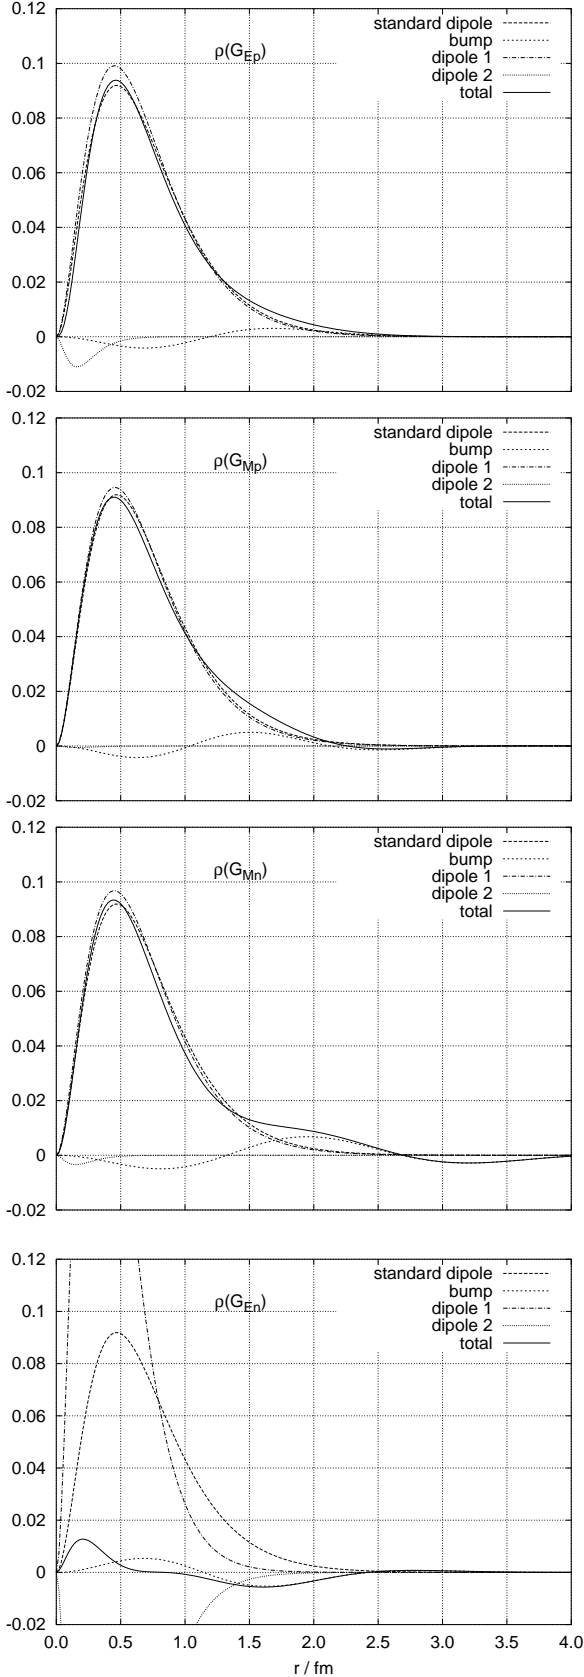 0.12
ρ(G_Ep)
standard dipole
bump
dipole 1
dipole 2
total
0.1
0.08
0.06
0.04
0.02
0
-0.02
0.12
ρ(G_Mp)
standard dipole
bump
dipole 1
dipole 2
total
0.1
0.08
0.06
0.04
0.02
0
-0.02
0.12
ρ(G_Mn)
standard dipole
bump
dipole 1
dipole 2
total
0.1
0.08
0.06
0.04
0.02
0
-0.02
0.12
ρ(G_En)
standard dipole
bump
dipole 1
dipole 2
total
0.1
0.08
0.06
0.04
0.02
0
-0.02
0.0 0.5 1.0 1.5 2.0 2.5 3.0 3.5 4.0
r / fm